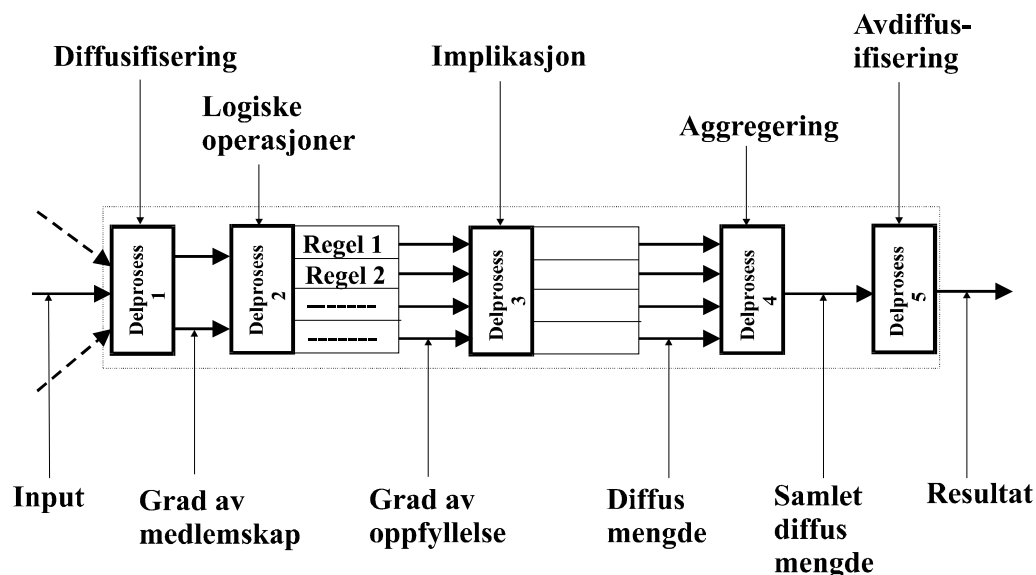 Diffusifisering
Implikasjon
Avdiffus-
ifisering
Logiske
operasjoner
Aggregering
Delprosess
1
Delprosess
2
Regel 1
Regel 2
-------
-------
Delprosess
3
Delprosess
4
Delprosess
5
Input
Grad av
medlemskap
Grad av
oppfyllelse
Diffus
mengde
Samlet
diffus
mengde
Resultat